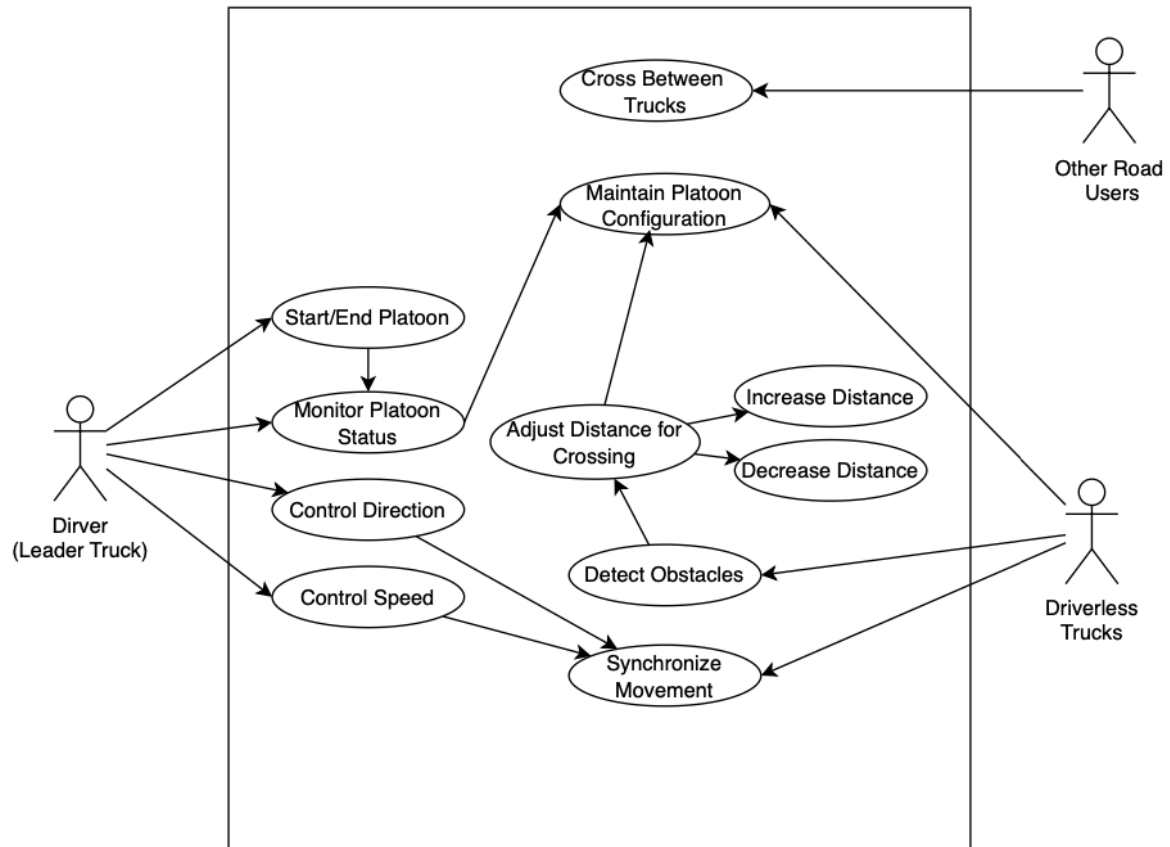 Cross Between
Trucks
Other Road
Users
Maintain Platoon
Configuration
Start/End Platoon
Monitor Platoon
Status
Increase Distance
Adjust Distance for
Crossing
Decrease Distance
Control Direction
Dirver
(Leader Truck)
Detect Obstacles
Control Speed
Driverless
Trucks
Synchronize
Movement